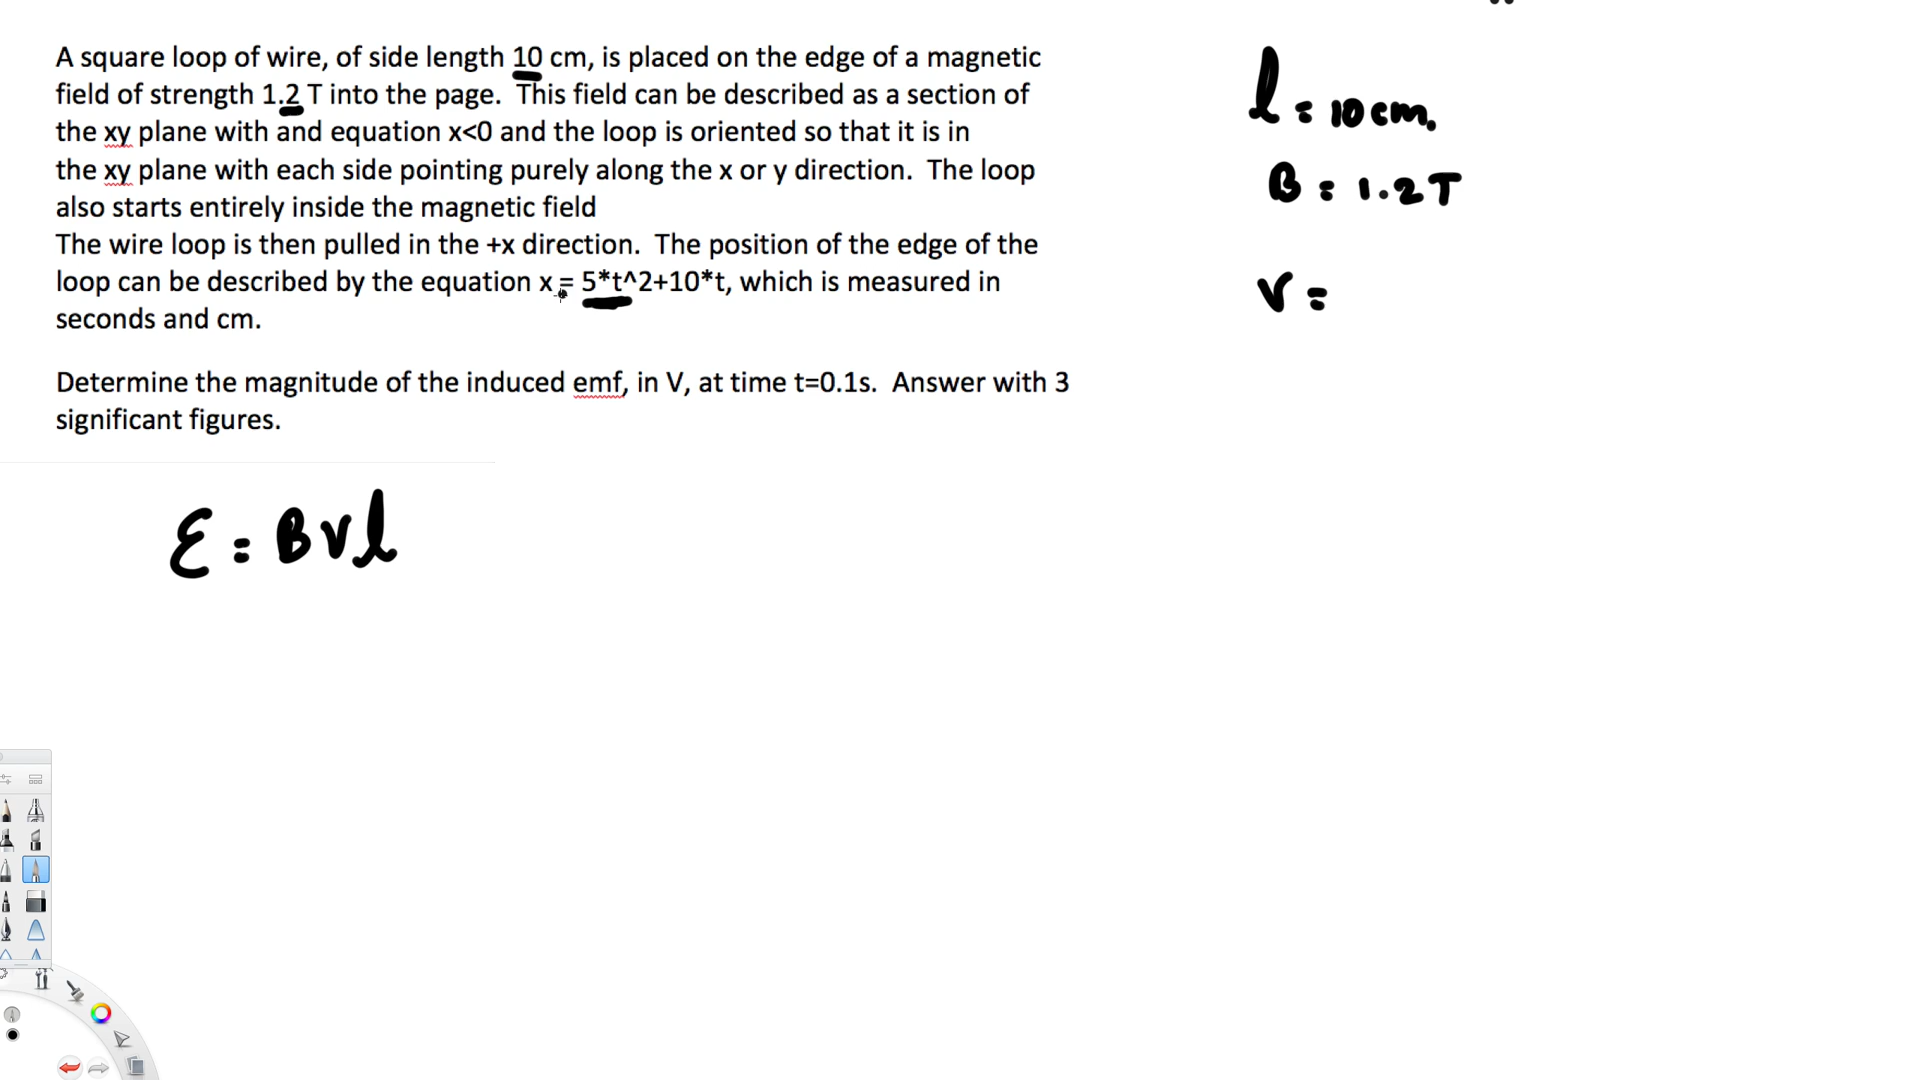 A square loop of wire, of side length 10 cm, is placed on the edge of a magnetic
field of strength 1.2 T into the page.  This field can be described as a section of
the xy plane with and equation x<0 and the loop is oriented so that it is in
the xy plane with each side pointing purely along the x or y direction.  The loop
also starts entirely inside the magnetic field
The wire loop is then pulled in the +x direction.  The position of the edge of the
loop can be described by the equation x = 5*t^2+10*t, which is measured in
seconds and cm.
Determine the magnitude of the induced emf, in V, at time t=0.1s.  Answer with 3
significant figures.
l = 10 cm.
B = 1.2 T
v =
ε = B v l